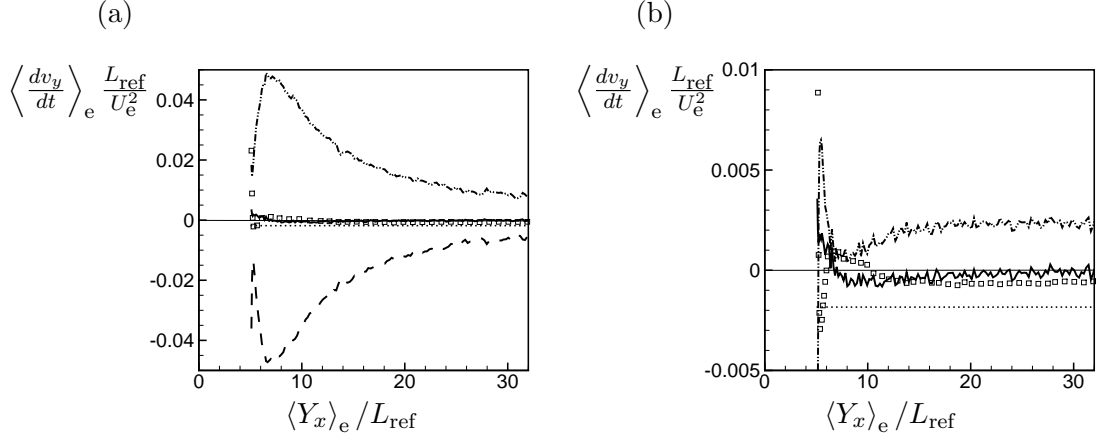 (a)
(b)
⟨dv_y/dt⟩_e L_ref/U_e^2
0.04
0.02
0
-0.02
-0.04
0
10
20
30
⟨Y_x⟩_e /L_ref
⟨dv_y/dt⟩_e L_ref/U_e^2
0.01
0.005
0
-0.005
0
10
20
30
⟨Y_x⟩_e /L_ref